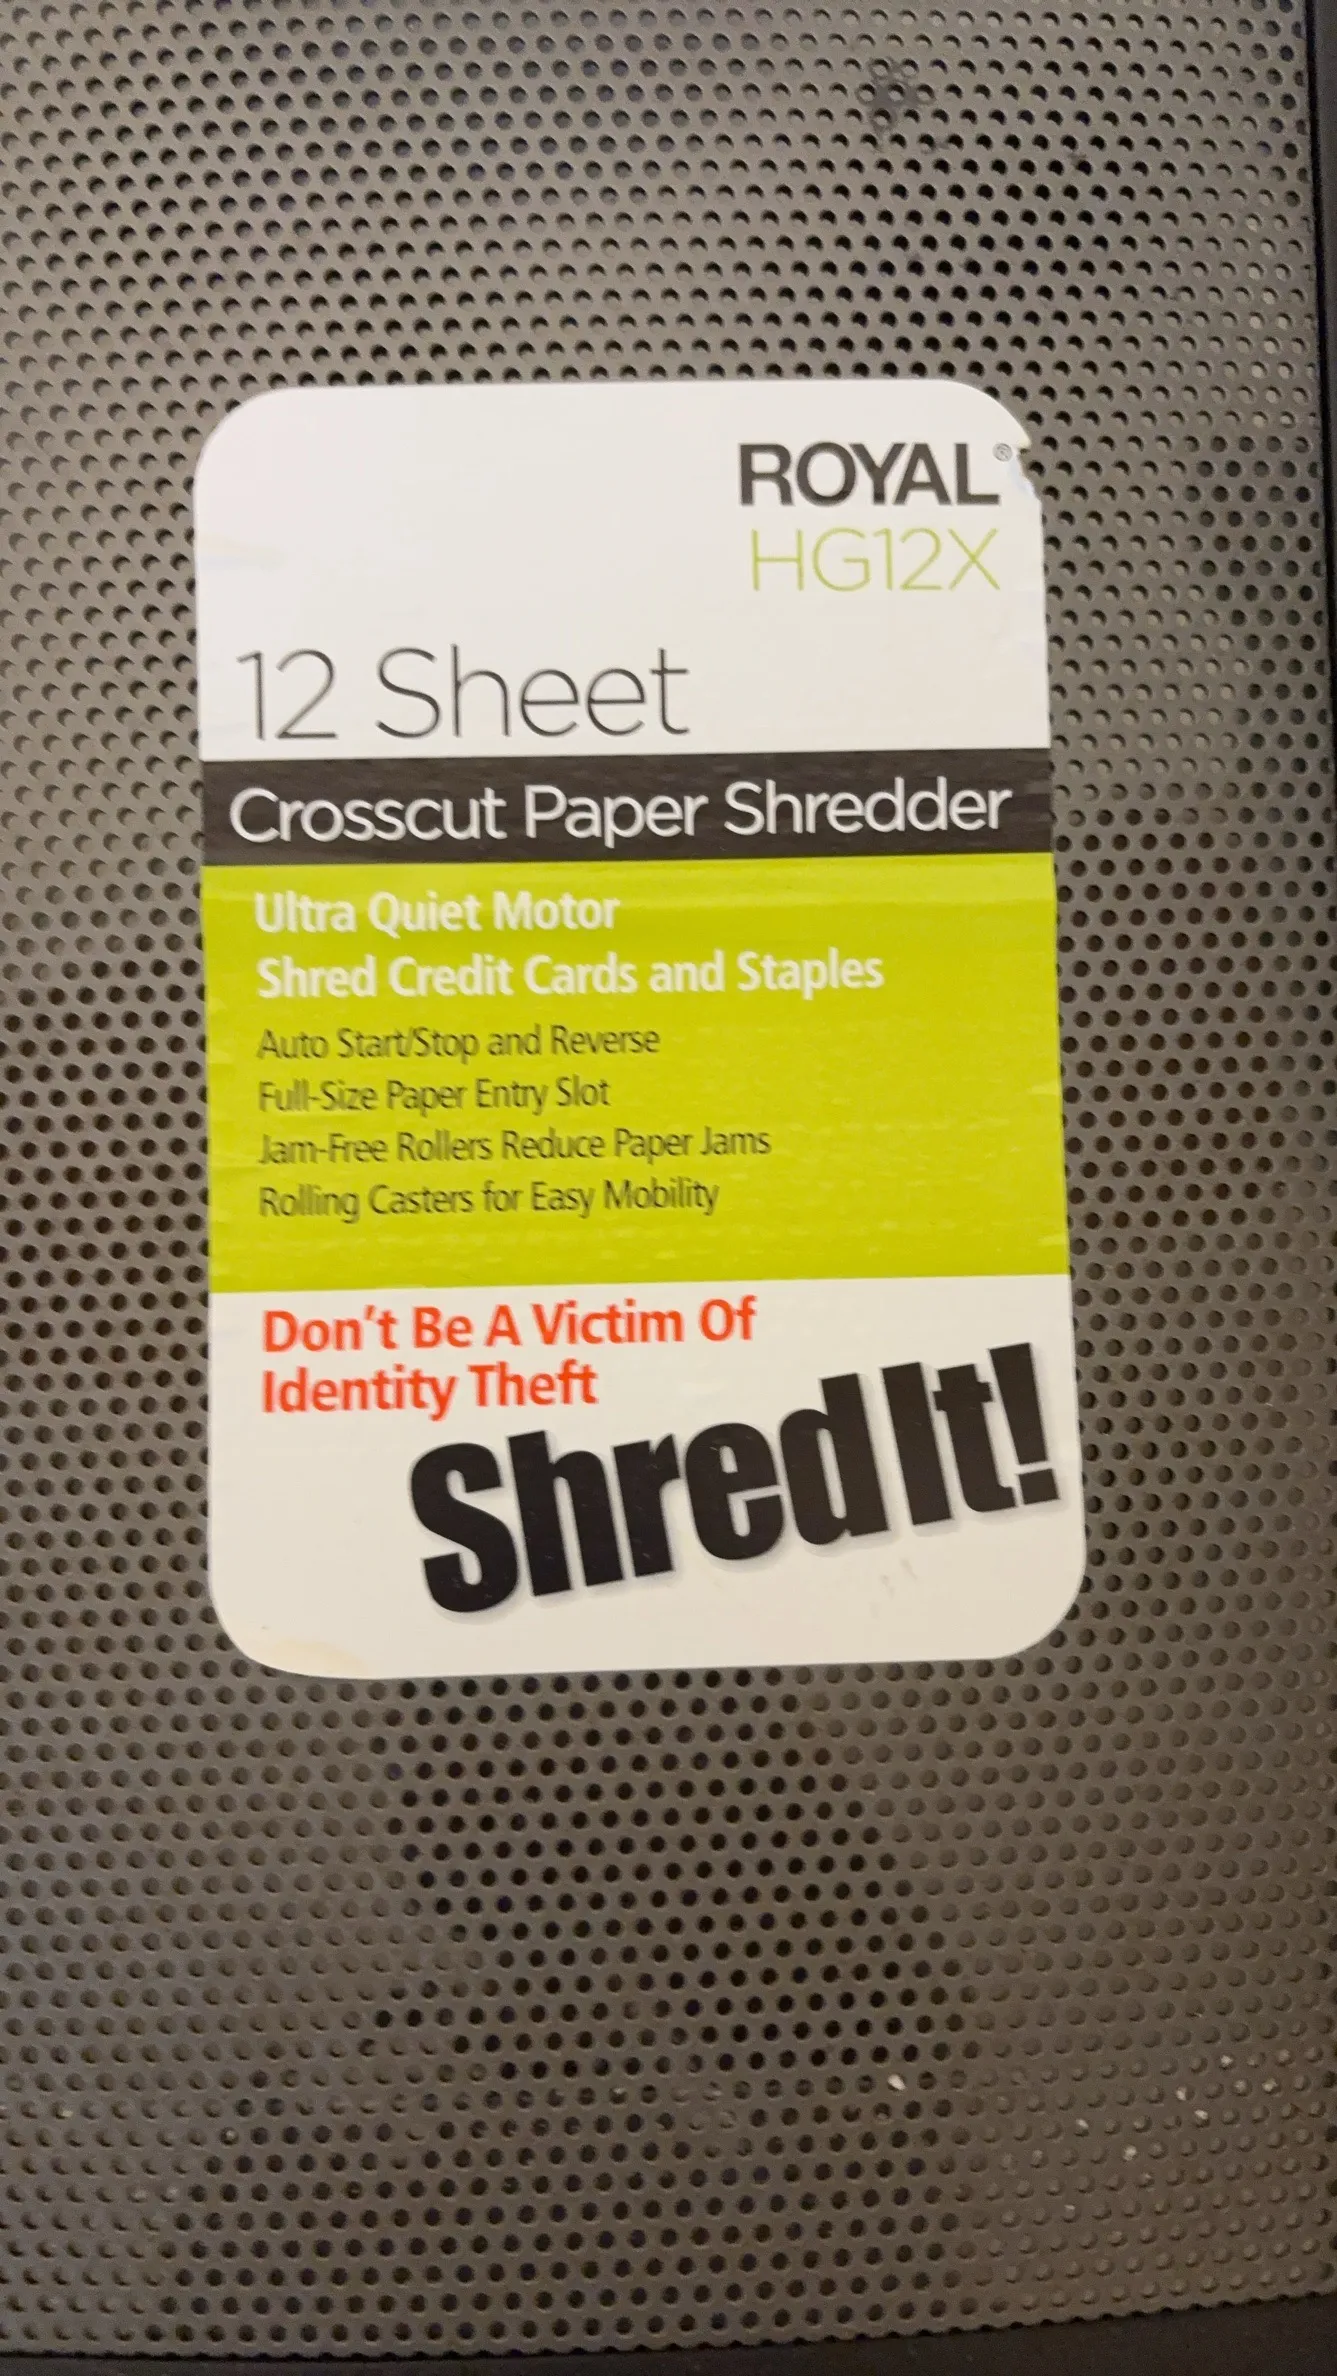 ROYAL®
HG12X
12 Sheet
Crosscut Paper Shredder
Ultra Quiet Motor
Shred Credit Cards and Staples
Auto Start/Stop and Reverse
Full-Size Paper Entry Slot
Jam-Free Rollers Reduce Paper Jams
Rolling Casters for Easy Mobility
Don't Be A Victim Of
Identity Theft
Shred It!